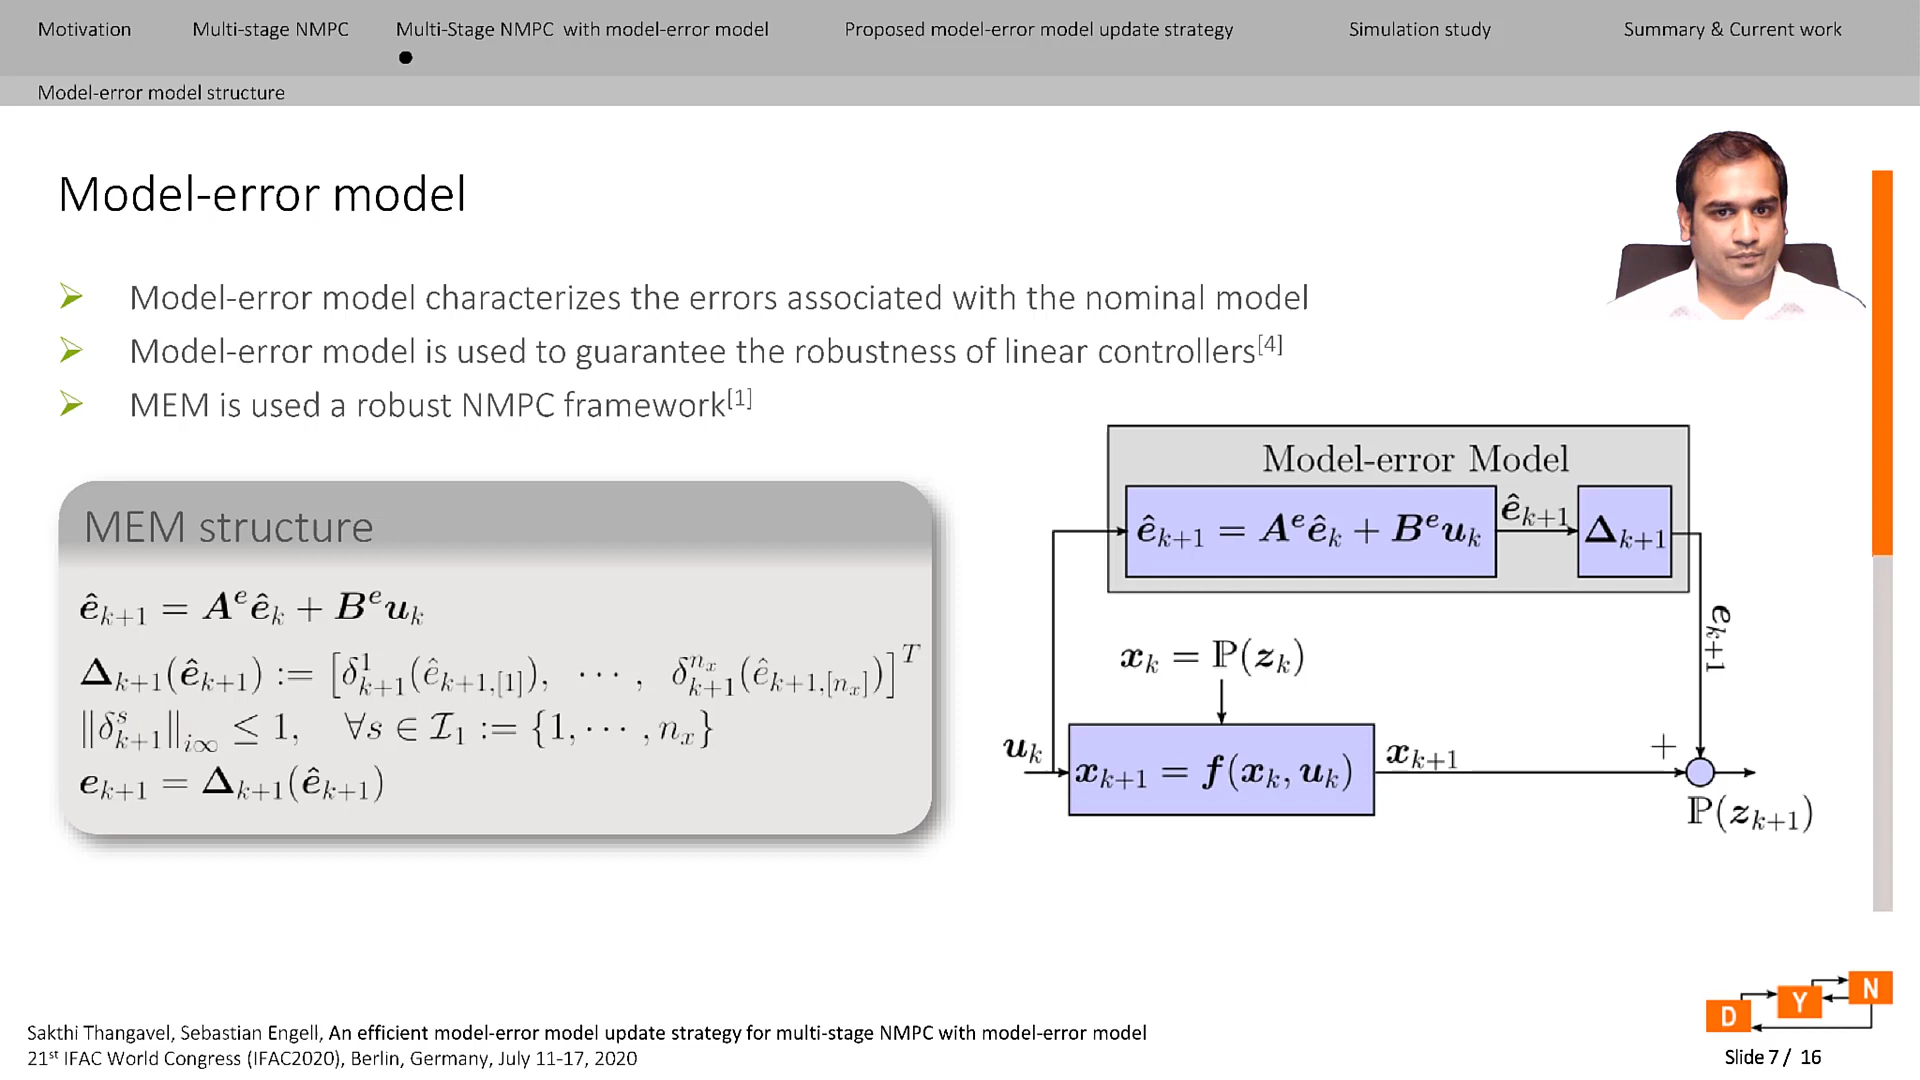 Motivation
Multi-stage NMPC
Multi-Stage NMPC with model-error model
Proposed model-error model update strategy
Simulation study
Summary & Current work
Model-error model structure
Model-error model
Model-error model characterizes the errors associated with the nominal model
Model-error model is used to guarantee the robustness of linear controllers[4]
MEM is used a robust NMPC framework[1]
MEM structure
ê_{k+1} = A^e ê_k + B^e u_k
Δ_{k+1}(ê_{k+1}) := [δ^1_{k+1}(ê_{k+1,[1]}), ⋯ , δ^{n_x}_{k+1}(ê_{k+1,[n_x]})]^T
‖δ^s_{k+1}‖_{i∞} ≤ 1, ∀s ∈ I_1 := {1, ⋯ , n_x}
e_{k+1} = Δ_{k+1}(ê_{k+1})
Model-error Model
ê_{k+1} = A^e ê_k + B^e u_k
ê_{k+1}
Δ_{k+1}
e_{k+1}
x_k = ℙ(z_k)
u_k
x_{k+1} = f(x_k, u_k)
x_{k+1}
+
ℙ(z_{k+1})
D
Y
N
Sakthi Thangavel, Sebastian Engell, An efficient model-error model update strategy for multi-stage NMPC with model-error model
21st IFAC World Congress (IFAC2020), Berlin, Germany, July 11-17, 2020
Slide 7 / 16